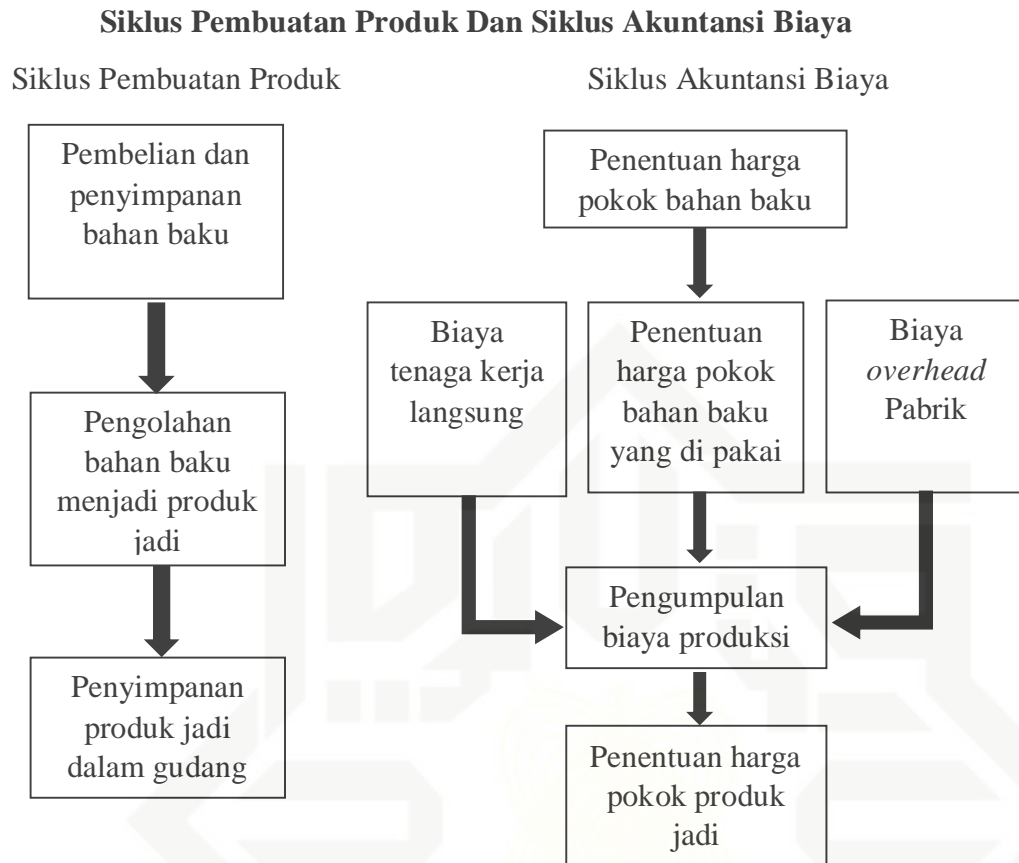 Siklus Pembuatan Produk Dan Siklus Akuntansi Biaya
Siklus Pembuatan Produk
Pembelian dan
penyimpanan
bahan baku
Pengolahan
bahan baku
menjadi produk
jadi
Penyimpanan
produk jadi
dalam gudang
Siklus Akuntansi Biaya
Penentuan harga
pokok bahan baku
Biaya
tenaga kerja
langsung
Penentuan
harga pokok
bahan baku
yang di pakai
Biaya
overhead
Pabrik
Pengumpulan
biaya produksi
Penentuan harga
pokok produk
jadi